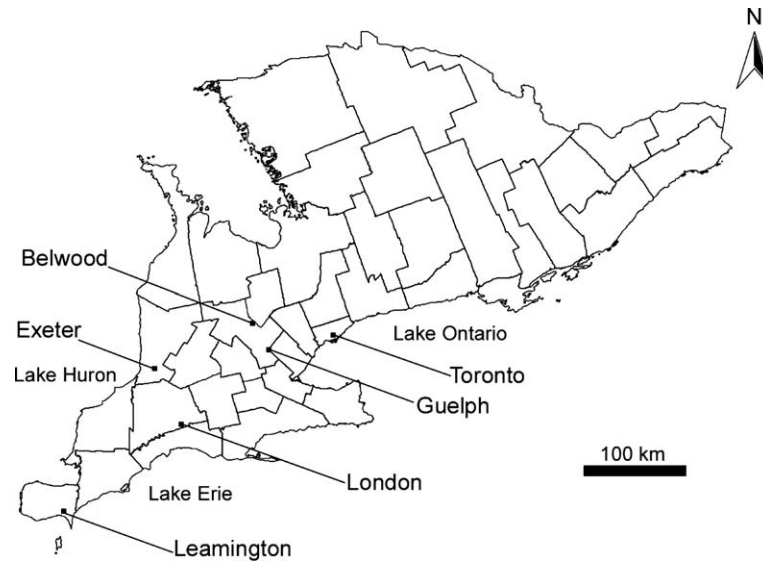 N
Belwood
Exeter
Lake Ontario
Lake Huron
Toronto
Guelph
100 km
London
Lake Erie
Leamington